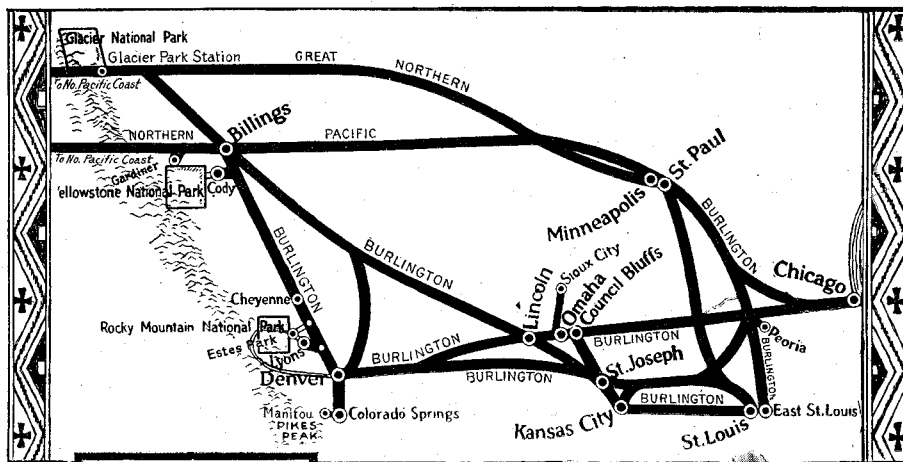 Glacier National Park
Glacier Park Station
GREAT
NORTHERN
To No. Pacific Coast
Billings
NORTHERN
PACIFIC
To No. Pacific Coast
Gardiner
Cody
Yellowstone National Park
St. Paul
Minneapolis
BURLINGTON
BURLINGTON
BURLINGTON
Sioux City
Chicago
Cheyenne
Lincoln
Omaha
Council Bluffs
Rocky Mountain National Park
Estes Park
Lyons
BURLINGTON
BURLINGTON
Peoria
Denver
BURLINGTON
St. Joseph
BURLINGTON
BURLINGTON
Manitou
Colorado Springs
PIKES
PEAK
Kansas City
St. Louis
East St. Louis